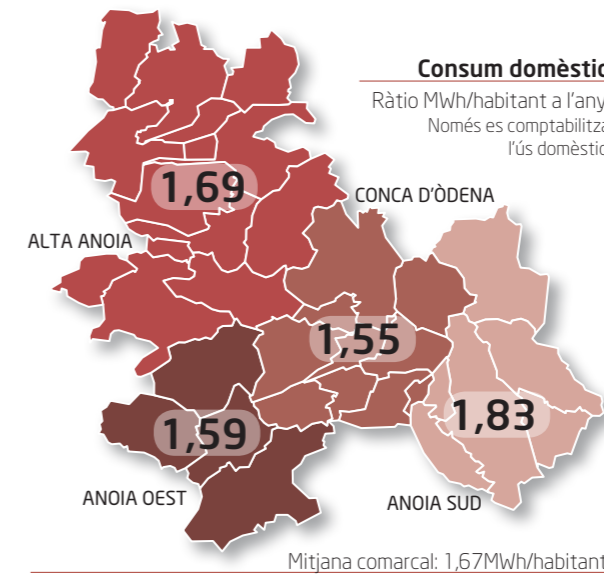 Consum domèstic
Ràtio MWh/habitant a l'any
Només es comptabilitza
l'ús domèstic
1,69
CONCA D'ÒDENA
ALTA ANOIA
1,55
1,83
1,59
ANOIA OEST
ANOIA SUD
Mitjana comarcal: 1,67MWh/habitant